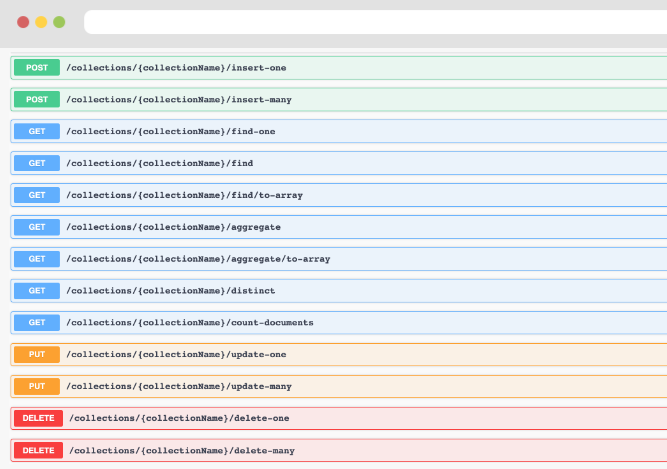 POST /collections/{collectionName}/insert-one
POST /collections/{collectionName}/insert-many
GET /collections/{collectionName}/find-one
GET /collections/{collectionName}/find
GET /collections/{collectionName}/find/to-array
GET /collections/{collectionName}/aggregate
GET /collections/{collectionName}/aggregate/to-array
GET /collections/{collectionName}/distinct
GET /collections/{collectionName}/count-documents
PUT /collections/{collectionName}/update-one
PUT /collections/{collectionName}/update-many
DELETE /collections/{collectionName}/delete-one
DELETE /collections/{collectionName}/delete-many